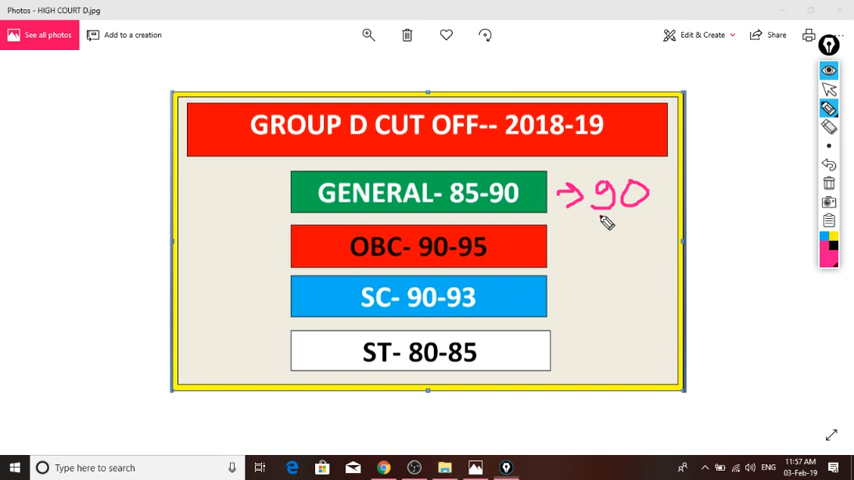 Photos - HIGH COURT D.jpg
See all photos
Add to a creation
Edit & Create
Share
GROUP D CUT OFF-- 2018-19
GENERAL- 85-90
→90
OBC- 90-95
SC- 90-93
ST- 80-85
Type here to search
ENG
11:57 AM
03-Feb-19